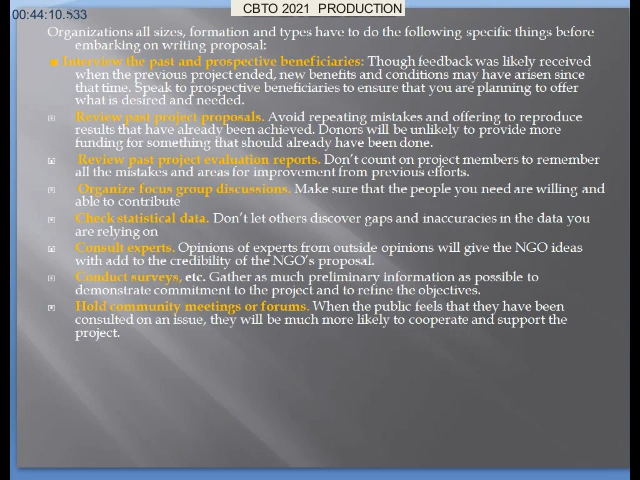 CBTO 2021 PRODUCTION
00:44:10.533
Organizations all sizes, formation and types have to do the following specific things before
embarking on writing proposal:
Interview the past and prospective beneficiaries: Though feedback was likely received
when the previous project ended, new benefits and conditions may have arisen since
that time. Speak to prospective beneficiaries to ensure that you are planning to offer
what is desired and needed.
Review past project proposals. Avoid repeating mistakes and offering to reproduce
results that have already been achieved. Donors will be unlikely to provide more
funding for something that should already have been done.
Review past project evaluation reports. Don't count on project members to remember
all the mistakes and areas for improvement from previous efforts.
Organize focus group discussions. Make sure that the people you need are willing and
able to contribute
Check statistical data. Don't let others discover gaps and inaccuracies in the data you
are relying on
Consult experts. Opinions of experts from outside opinions will give the NGO ideas
with add to the credibility of the NGO's proposal.
Conduct surveys, etc. Gather as much preliminary information as possible to
demonstrate commitment to the project and to refine the objectives.
Hold community meetings or forums. When the public feels that they have been
consulted on an issue, they will be much more likely to cooperate and support the
project.